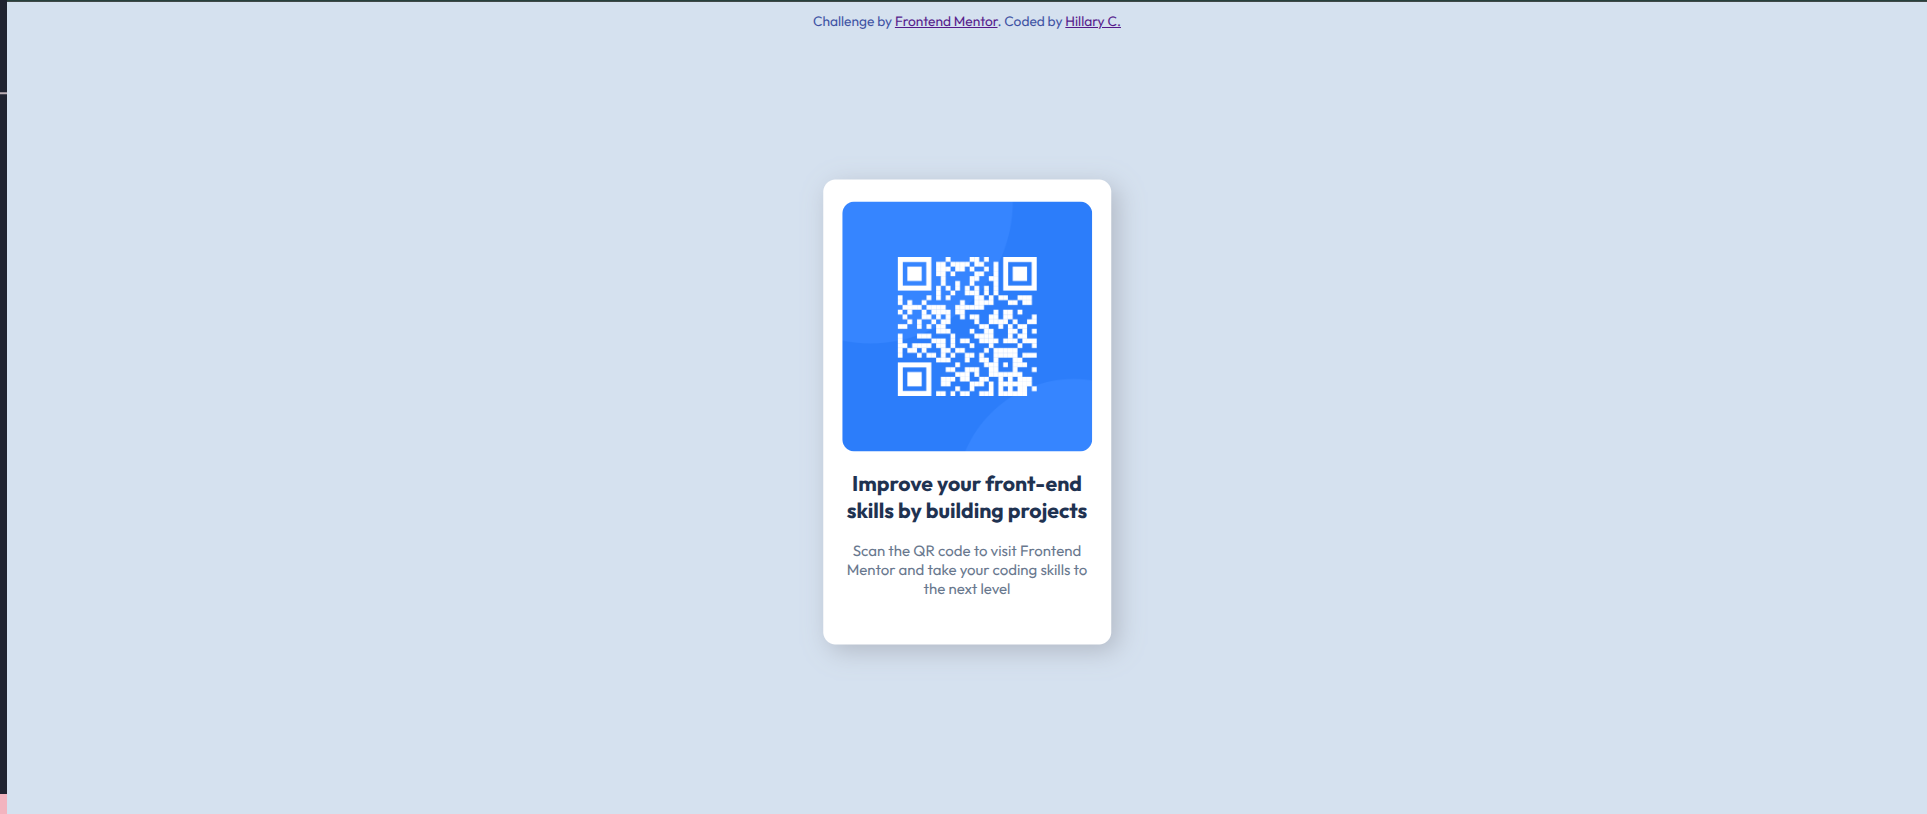 Challenge by Frontend Mentor. Coded by Hillary C.
Improve your front-end
skills by building projects
Scan the QR code to visit Frontend
Mentor and take your coding skills to
the next level